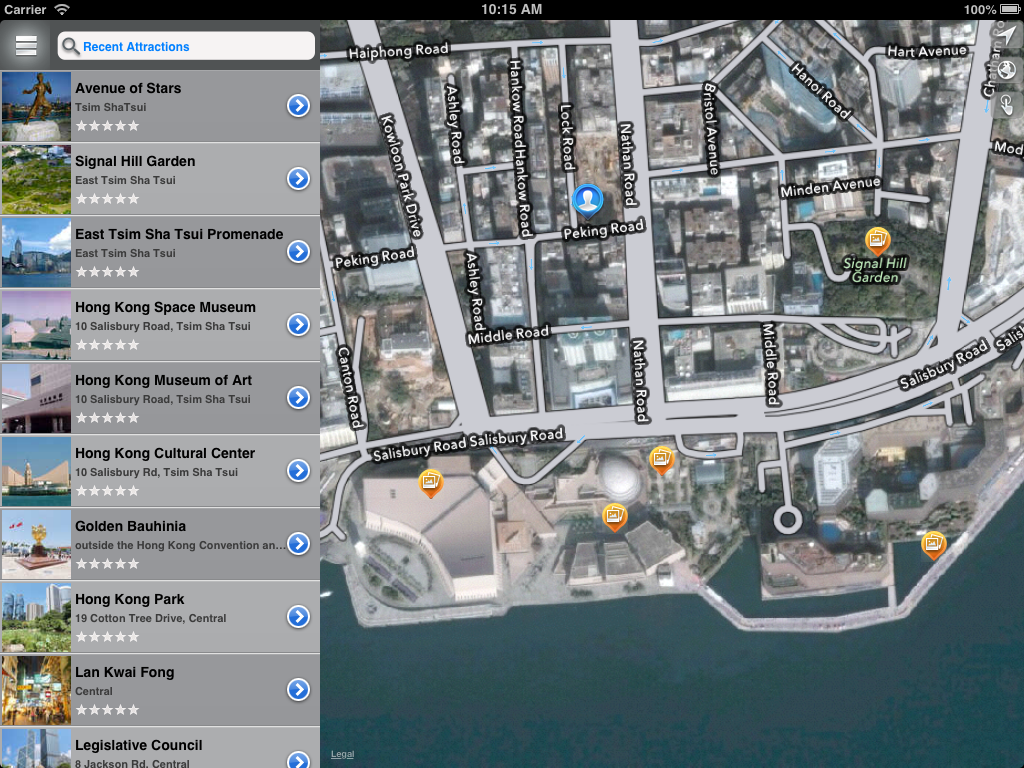 Carrier
10:15 AM
100%
Recent Attractions
Avenue of Stars
Tsim ShaTsui
Signal Hill Garden
East Tsim Sha Tsui
East Tsim Sha Tsui Promenade
East Tsim Sha Tsui
Hong Kong Space Museum
10 Salisbury Road, Tsim Sha Tsui
Hong Kong Museum of Art
10 Salisbury Road, Tsim Sha Tsui
Hong Kong Cultural Center
10 Salisbury Rd, Tsim Sha Tsui
Golden Bauhinia
outside the Hong Kong Convention an...
Hong Kong Park
19 Cotton Tree Drive, Central
Lan Kwai Fong
Central
Legislative Council
8 Jackson Rd, Central
Haiphong Road
Hart Avenue
Hanoi Road
Kowloon Park Drive
Ashley Road
Hankow Road
Hankow Road
Lock Road
Nathan Road
Bristol Avenue
Minden Avenue
Peking Road
Peking Road
Signal Hill
Garden
Ashley Road
Middle Road
Canton Road
Nathan Road
Middle Road
Salisbury Road
Salisbury Road
Salisbury Road
Legal